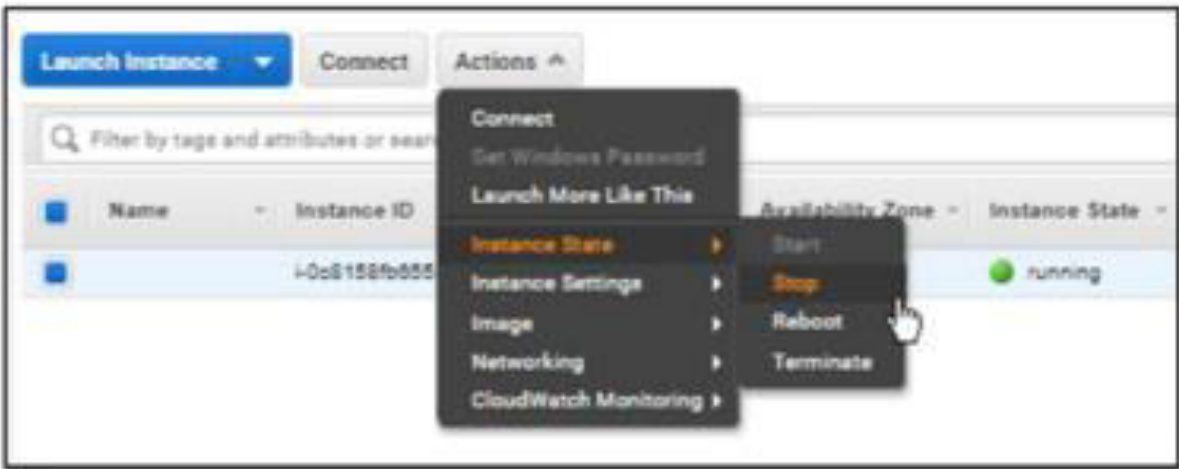 Launch Instance Connect Actions
Filter by tags and attributes or sear
Connect
Get Windows Password
Launch More Like This
Name Instance ID Availability Zone Instance State
Instance State Start
running
Instance Settings Stop
Image Reboot
Networking Terminate
CloudWatch Monitoring